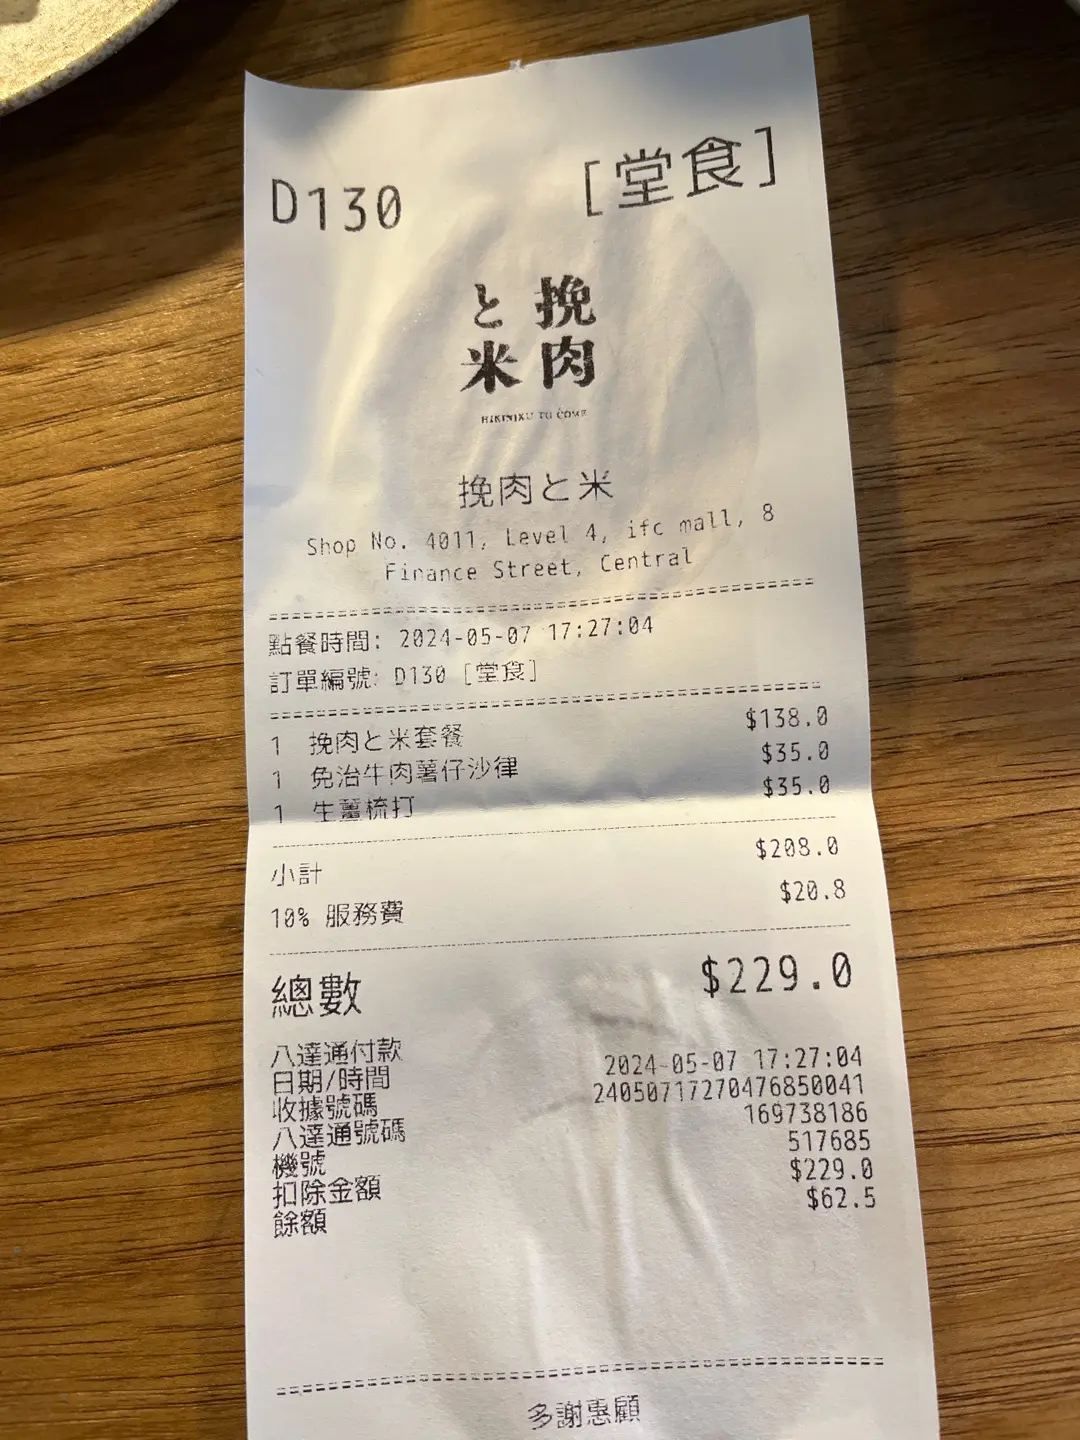 D130 [堂食]
挽肉
と米
HIKINIKU TO COME
挽肉と米
Shop No. 4011, Level 4, ifc mall, 8
Finance Street, Central
點餐時間: 2024-05-07 17:27:04
訂單編號: D130 [堂食]
1 挽肉と米套餐 $138.0
1 免治牛肉薯仔沙律 $35.0
1 生薑梳打 $35.0
小計 $208.0
10% 服務費 $20.8
總數 $229.0
八達通付款
日期/時間 2024-05-07 17:27:04
收據號碼 24050717270476850041
八達通號碼 169738186
機號 517685
扣除金額 $229.0
餘額 $62.5
多謝惠顧